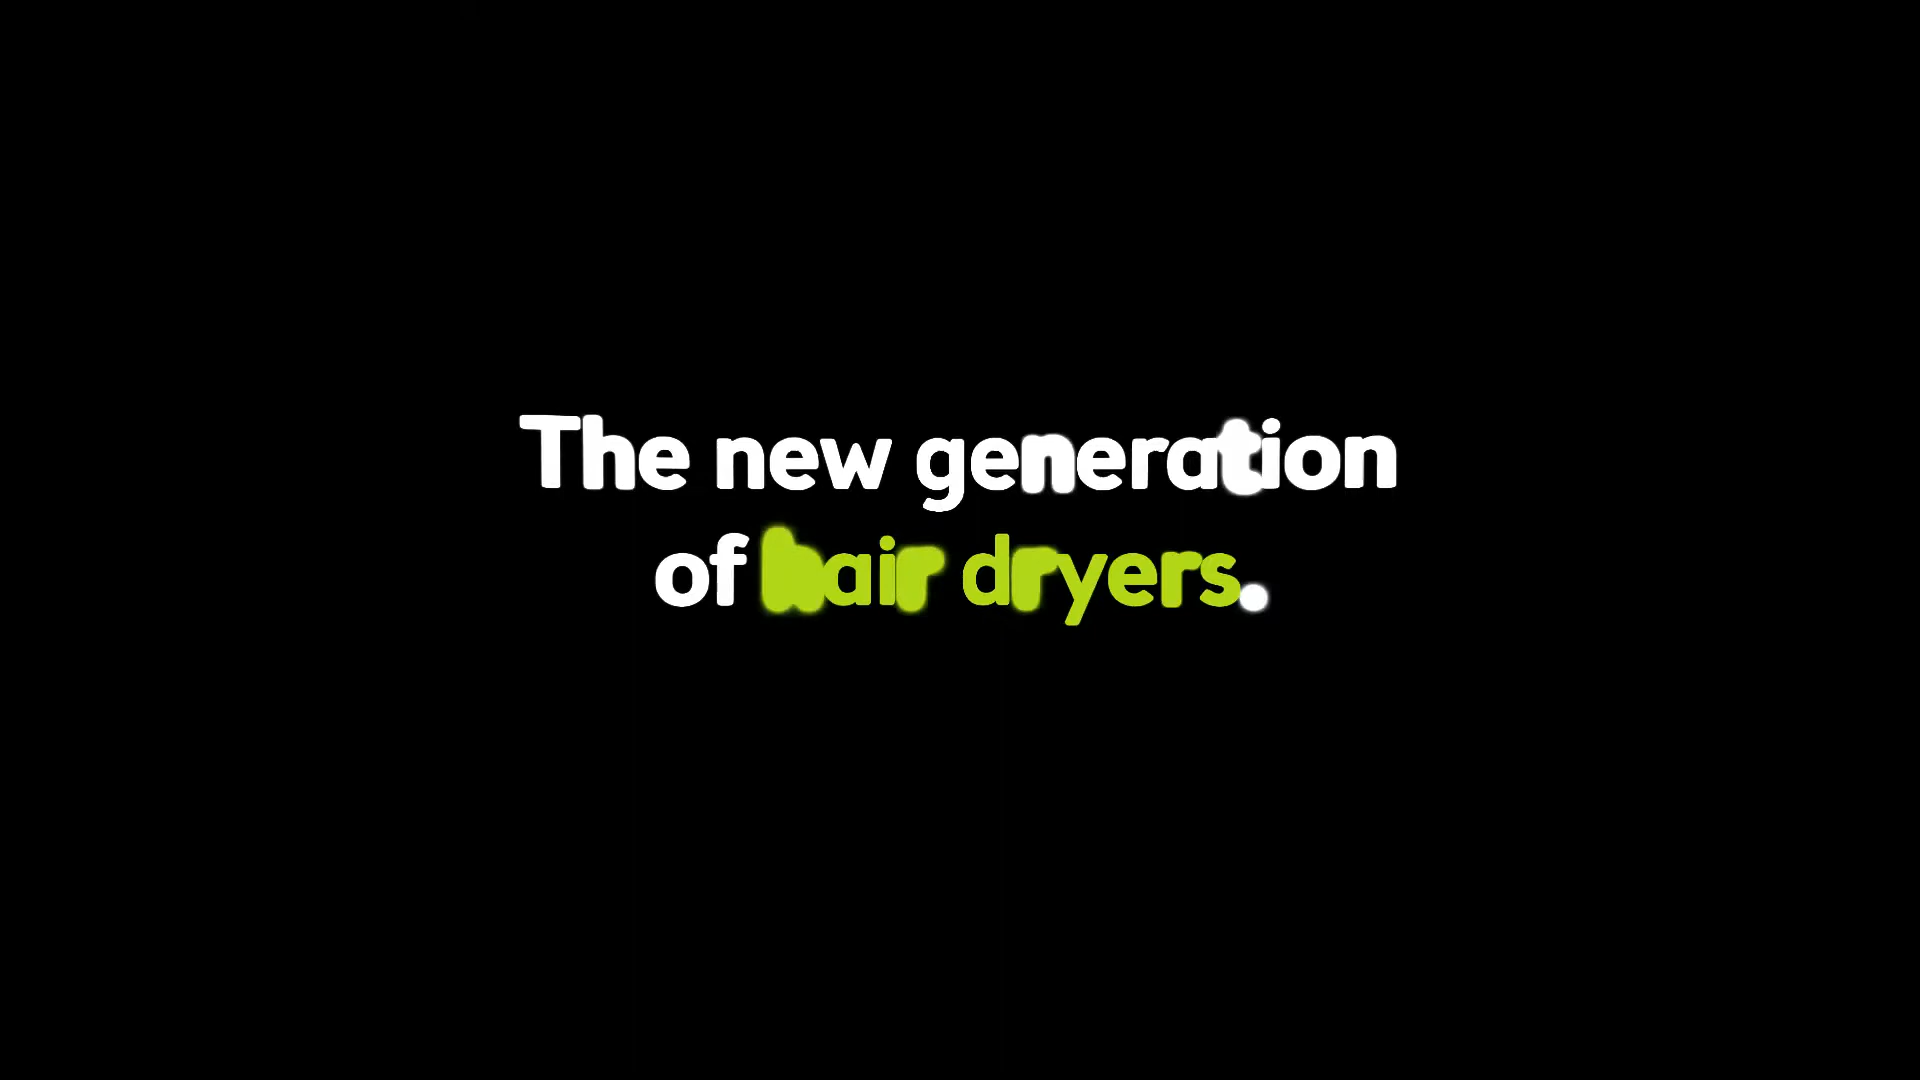 The new generation
of hair dryers.